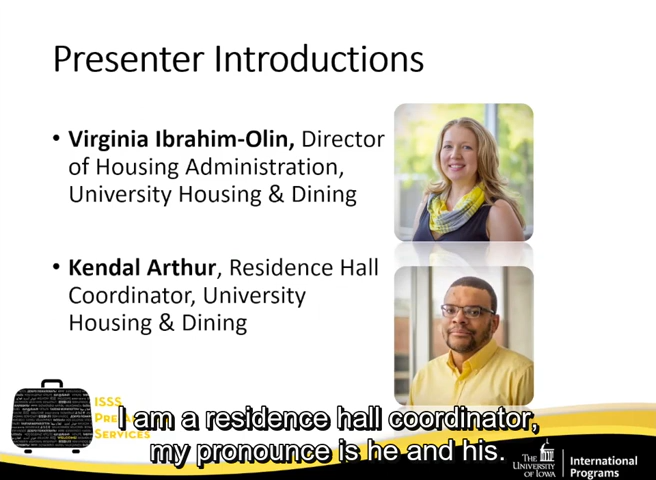 Presenter Introductions
• Virginia Ibrahim-Olin, Director
of Housing Administration,
University Housing & Dining
• Kendal Arthur, Residence Hall
Coordinator, University
Housing & Dining
ISSS
SERVICES
I am a residence hall coordinator,
my pronounce is he and his.
THE
UNIVERSITY
OF IOWA
International
Programs